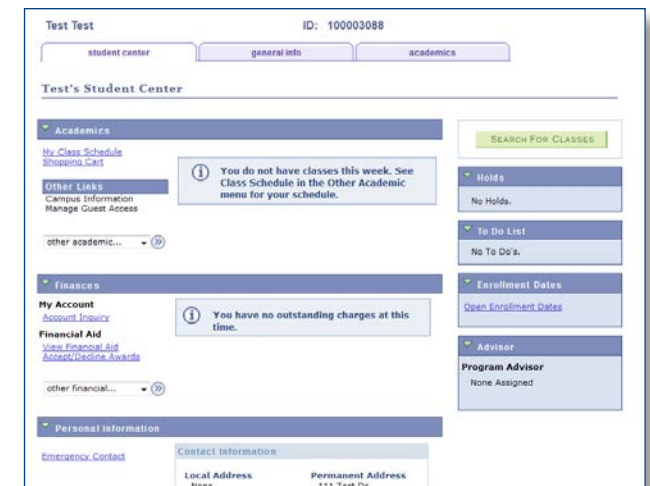 Test Test ID: 100003088
student center general info academics
Test's Student Center
Academics
My Class Schedule
Shopping Cart
Other Links
Campus Information
Manage Guest Access
other academic...
You do not have classes this week. See
Class Schedule in the Other Academic
menu for your schedule.
Finances
My Account
Account Inquiry
Financial Aid
View Financial Aid
Accept/Decline Awards
other financial...
You have no outstanding charges at this
time.
Personal Information
Emergency Contact
Contact Information
Local Address Permanent Address
None 111 Test Dr
SEARCH FOR CLASSES
Holds
No Holds.
To Do List
No To Do's.
Enrollment Dates
Open Enrollment Dates
Advisor
Program Advisor
None Assigned